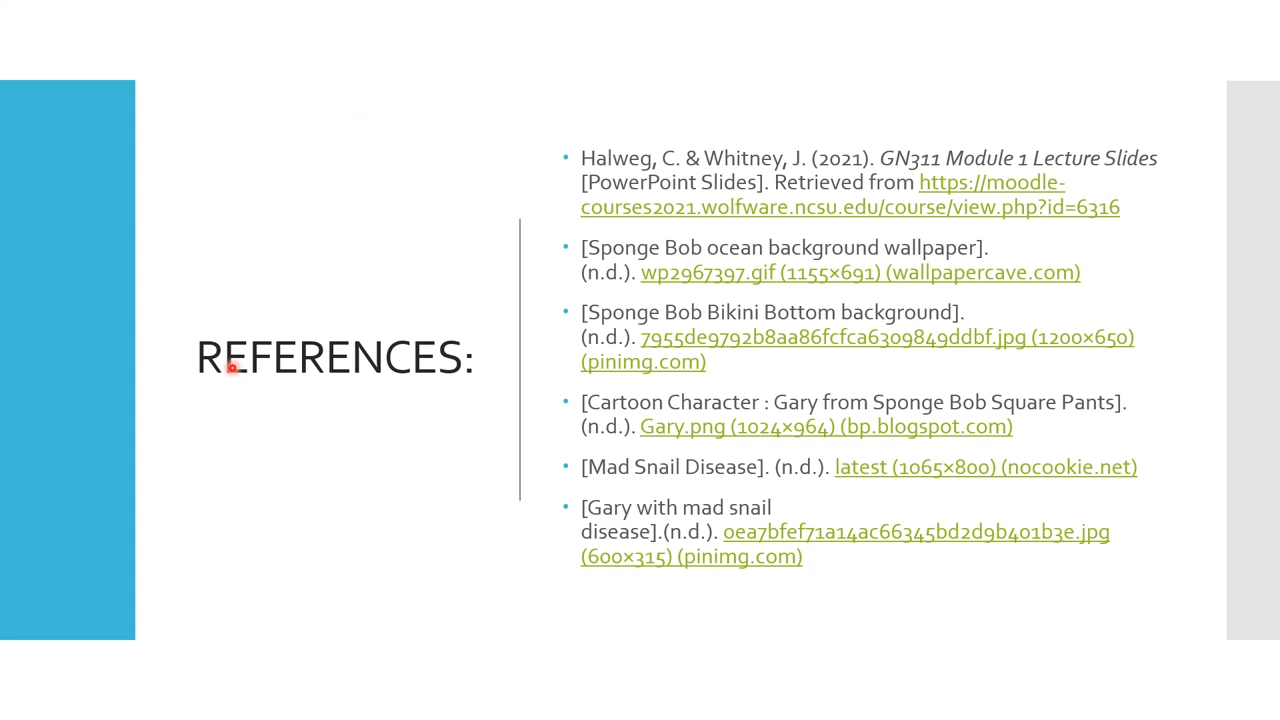 REFERENCES:
• Halweg, C. & Whitney, J. (2021). GN311 Module 1 Lecture Slides
[PowerPoint Slides]. Retrieved from https://moodle-
courses2021.wolfware.ncsu.edu/course/view.php?id=6316
• [Sponge Bob ocean background wallpaper].
(n.d.). wp2967397.gif (1155×691) (wallpapercave.com)
• [Sponge Bob Bikini Bottom background].
(n.d.). 7955de9792b8aa86fcfca6309849ddbf.jpg (1200×650)
(pinimg.com)
• [Cartoon Character : Gary from Sponge Bob Square Pants].
(n.d.). Gary.png (1024×964) (bp.blogspot.com)
• [Mad Snail Disease]. (n.d.). latest (1065×800) (nocookie.net)
• [Gary with mad snail
disease].(n.d.). 0ea7bfef71a14ac66345bd2d9b401b3e.jpg
(600×315) (pinimg.com)